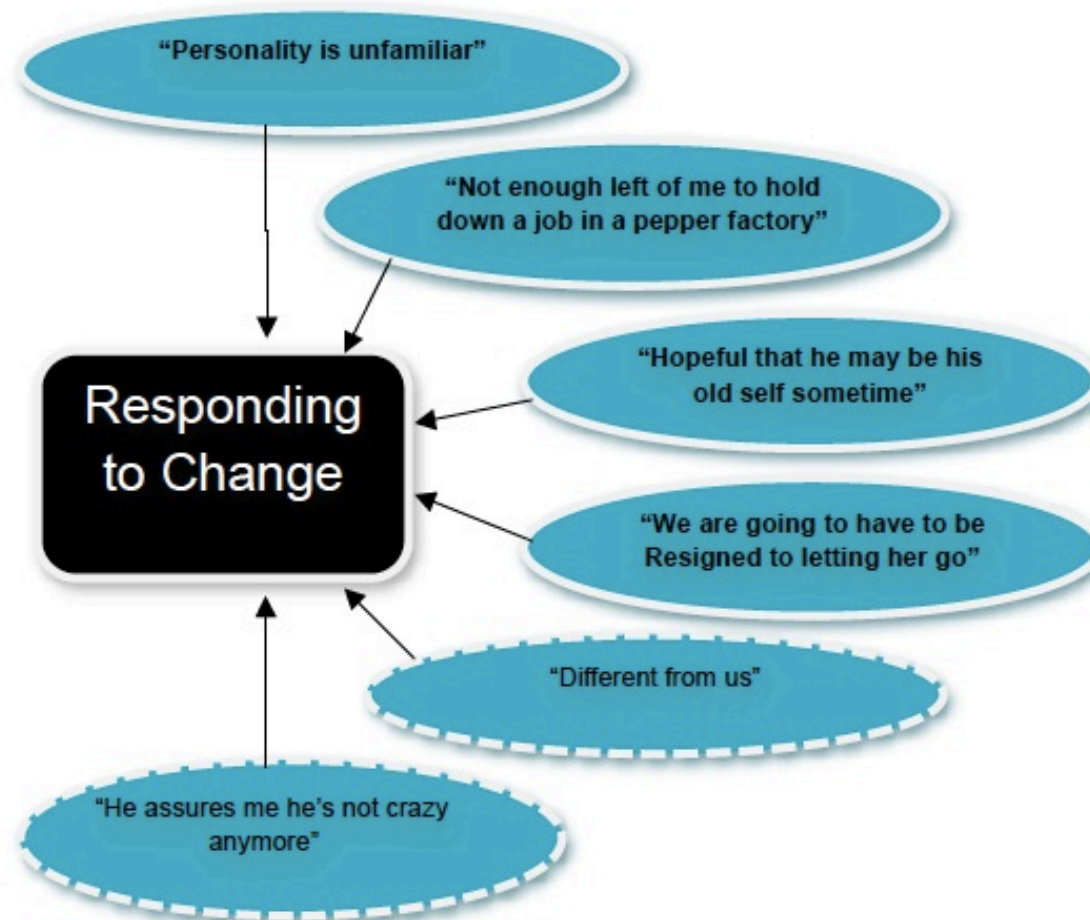 “Personality is unfamiliar”
“Not enough left of me to hold
down a job in a pepper factory”
“Hopeful that he may be his
old self sometime”
Responding
to Change
“We are going to have to be
Resigned to letting her go”
“Different from us”
“He assures me he’s not crazy
anymore”